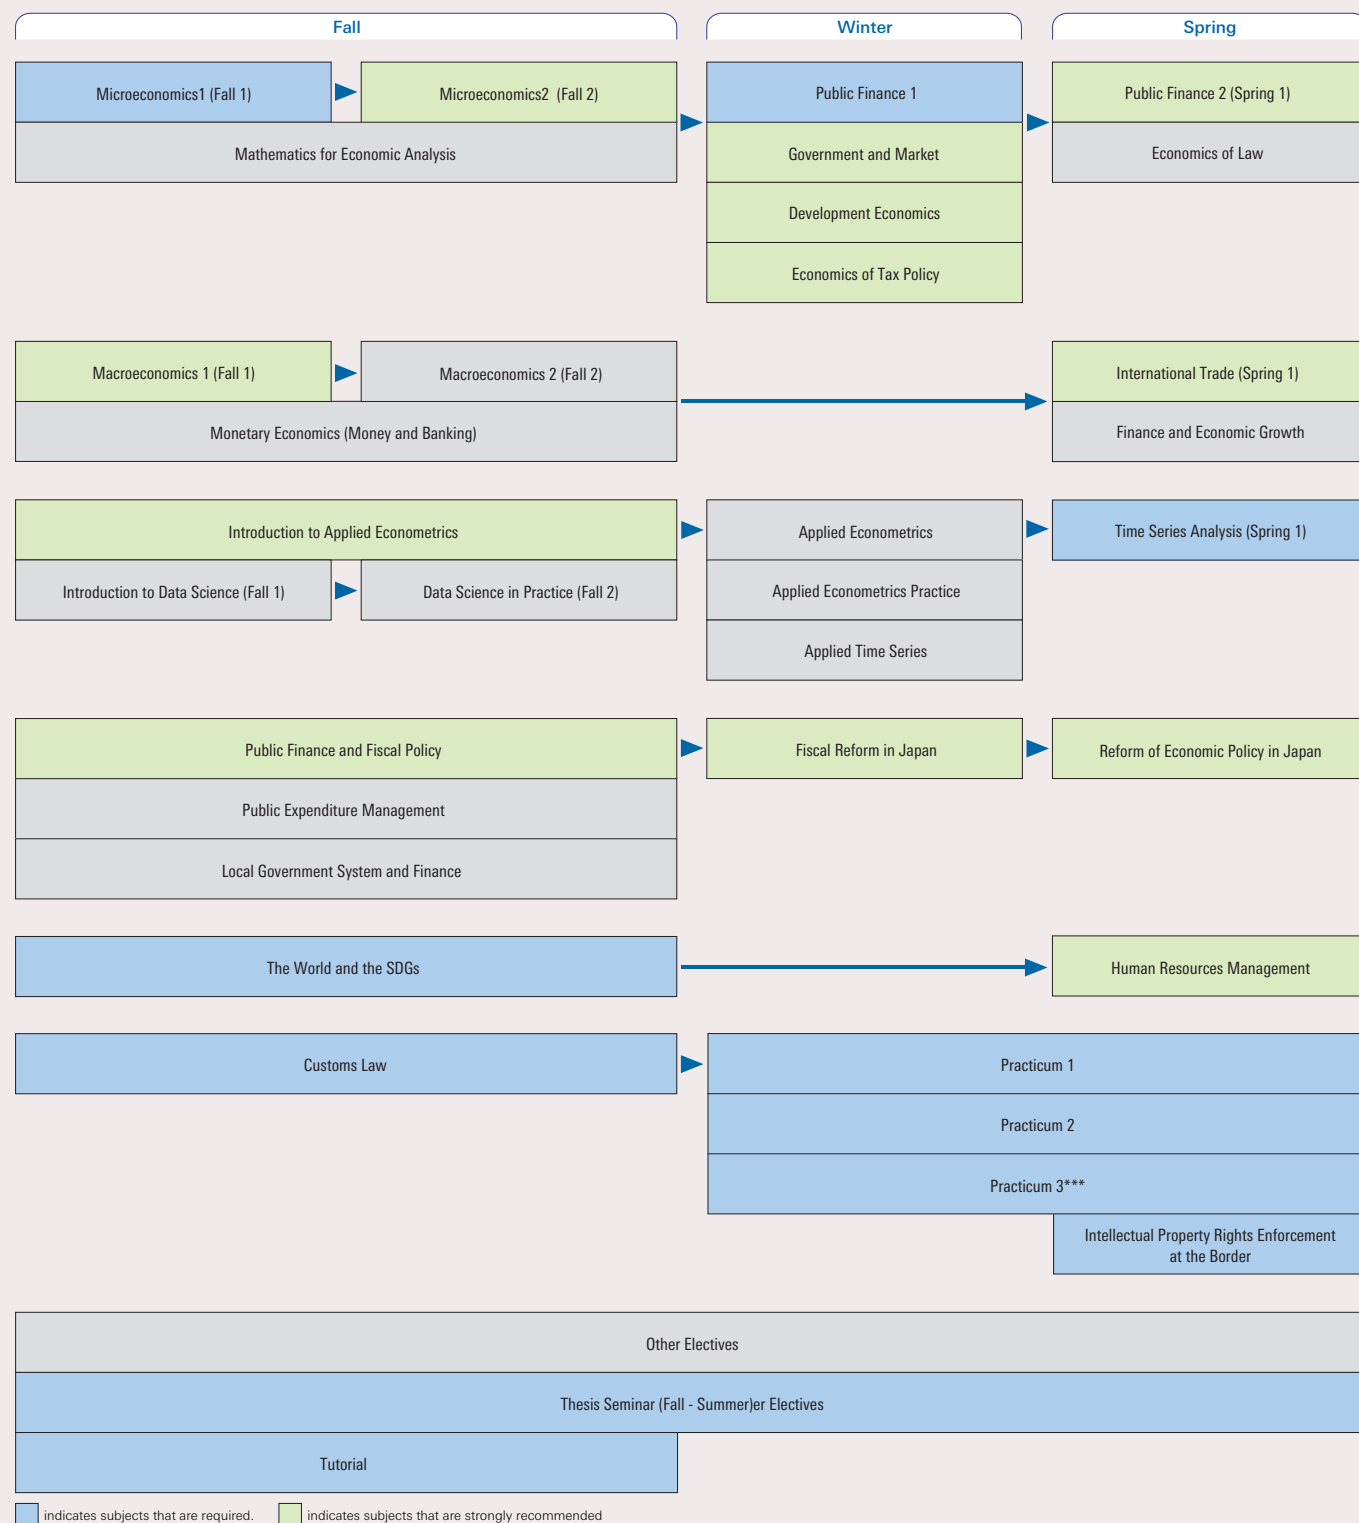 Fall
Winter
Spring
Microeconomics1 (Fall 1)
Microeconomics2 (Fall 2)
Public Finance 1
Public Finance 2 (Spring 1)
Mathematics for Economic Analysis
Government and Market
Economics of Law
Development Economics
Economics of Tax Policy
Macroeconomics 1 (Fall 1)
Macroeconomics 2 (Fall 2)
International Trade (Spring 1)
Monetary Economics (Money and Banking)
Finance and Economic Growth
Introduction to Applied Econometrics
Applied Econometrics
Time Series Analysis (Spring 1)
Introduction to Data Science (Fall 1)
Data Science in Practice (Fall 2)
Applied Econometrics Practice
Applied Time Series
Public Finance and Fiscal Policy
Fiscal Reform in Japan
Reform of Economic Policy in Japan
Public Expenditure Management
Local Government System and Finance
The World and the SDGs
Human Resources Management
Customs Law
Practicum 1
Practicum 2
Practicum 3***
Intellectual Property Rights Enforcement
at the Border
Other Electives
Thesis Seminar (Fall - Summer)er Electives
Tutorial
indicates subjects that are required.
indicates subjects that are strongly recommended